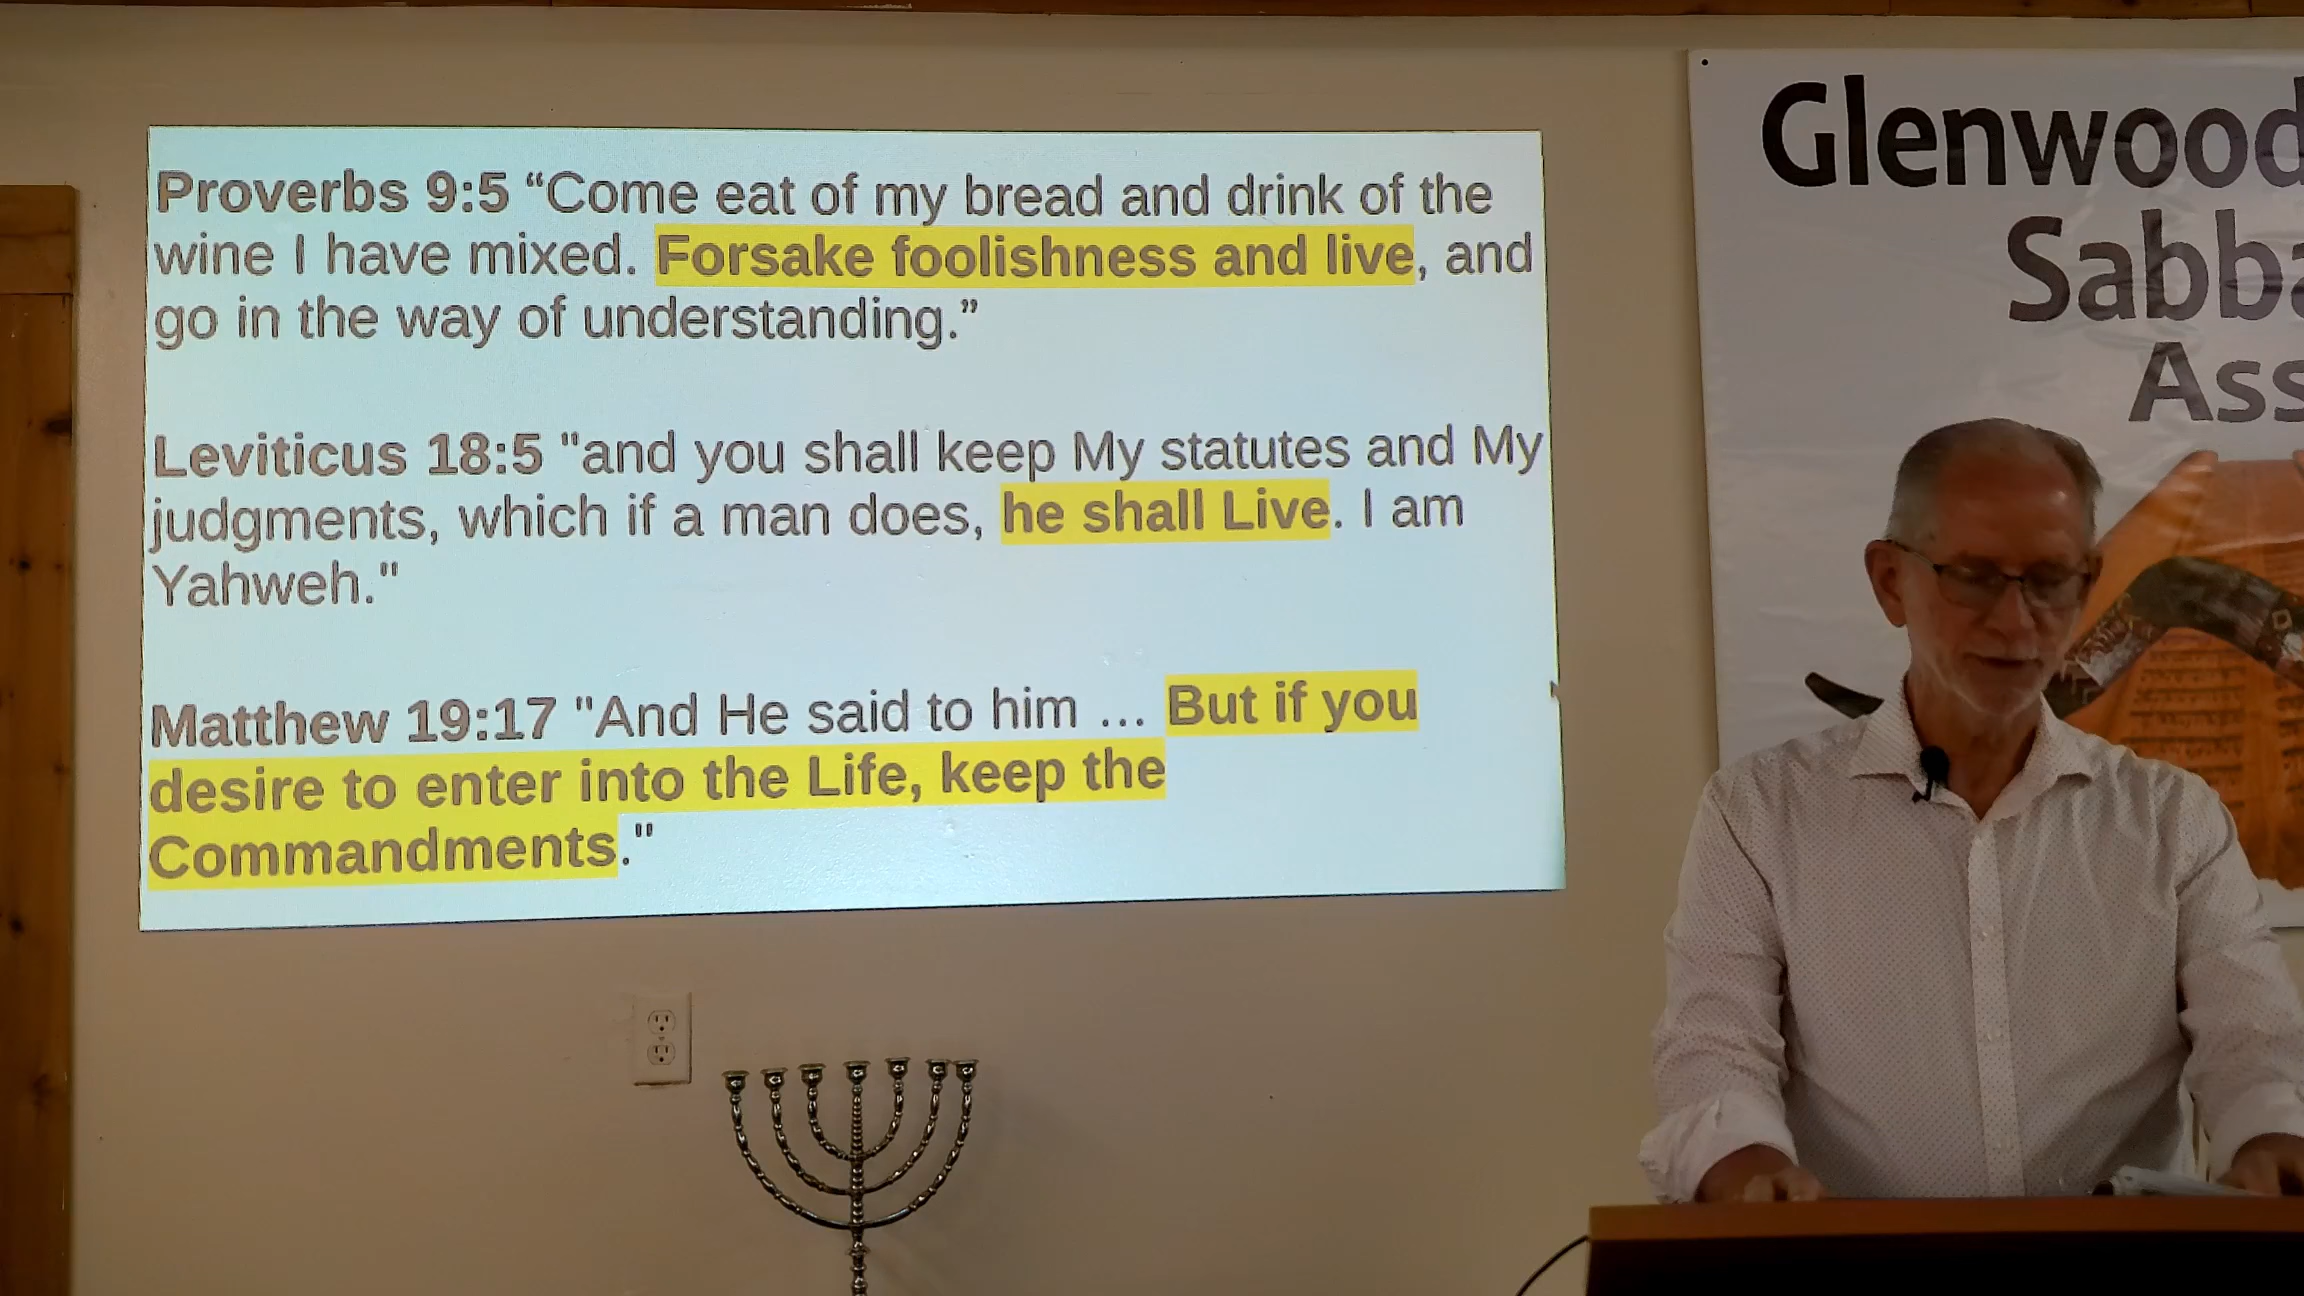 Proverbs 9:5 “Come eat of my bread and drink of the
wine I have mixed. Forsake foolishness and live, and
go in the way of understanding.”
Leviticus 18:5 "and you shall keep My statutes and My
judgments, which if a man does, he shall Live. I am
Yahweh."
Matthew 19:17 "And He said to him ... But if you
desire to enter into the Life, keep the
Commandments."
Glenwood
Sabba
Ass